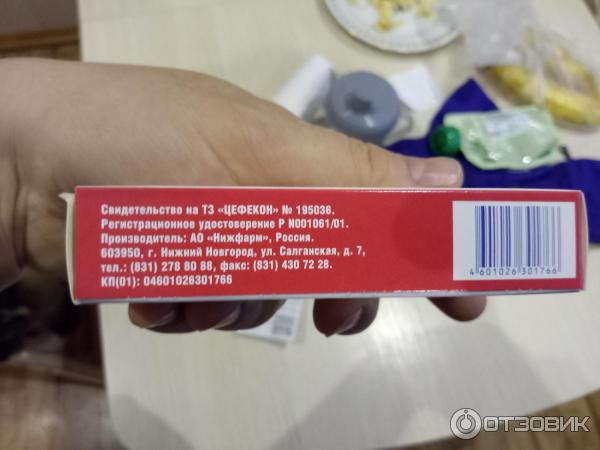 Свидетельство на ТЗ «ЦЕФЕКОН» № 195036.
Регистрационное удостоверение Р N001061/01.
Производитель: АО «Нижфарм», Россия.
603950, г. Нижний Новгород, ул. Салганская, д. 7,
тел.: (831) 278 80 88, факс: (831) 430 72 28.
КП(01): 04601026301766
4 601026 301766
ОТЗОВИК